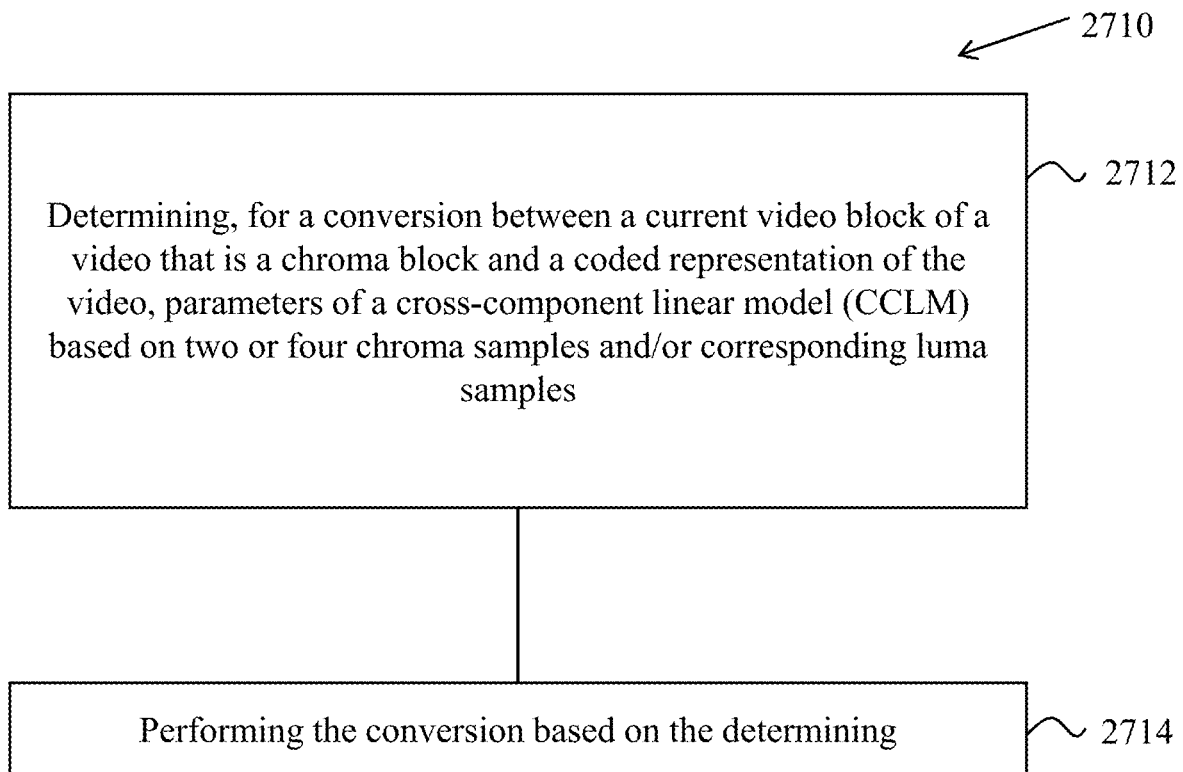 2710
2712
Determining, for a conversion between a current video block of a
video that is a chroma block and a coded representation of the
video, parameters of a cross-component linear model (CCLM)
based on two or four chroma samples and/or corresponding luma
samples
Performing the conversion based on the determining
2714